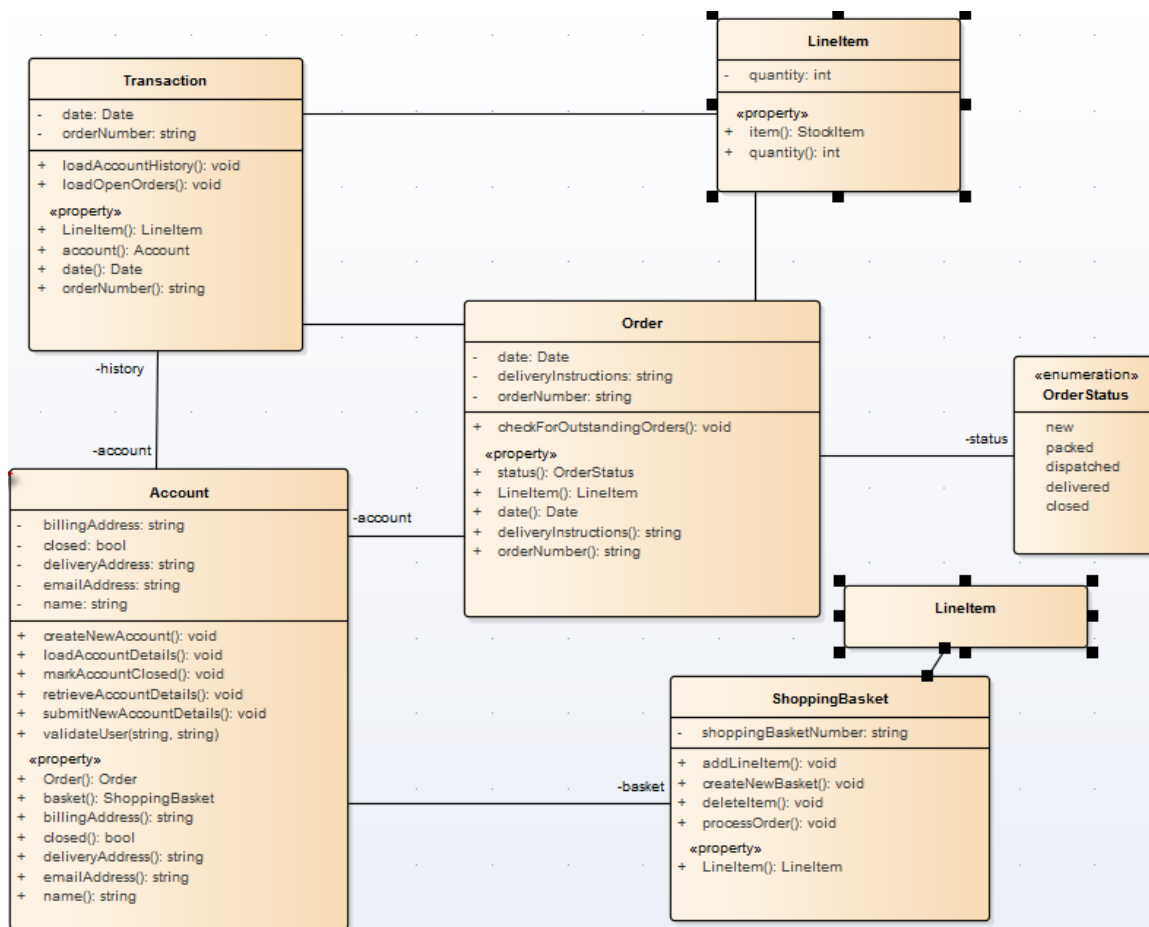 LineItem
- quantity: int
«property»
+ item(): StockItem
+ quantity(): int
Transaction
- date: Date
- orderNumber: string
+ loadAccountHistory(): void
+ loadOpenOrders(): void
«property»
+ LineItem(): LineItem
+ account(): Account
+ date(): Date
+ orderNumber(): string
-history
-account
Order
- date: Date
- deliveryInstructions: string
- orderNumber: string
+ checkForOutstandingOrders(): void
«property»
+ status(): OrderStatus
+ LineItem(): LineItem
+ date(): Date
+ deliveryInstructions(): string
+ orderNumber(): string
-status
«enumeration»
OrderStatus
new
packed
dispatched
delivered
closed
Account
- billingAddress: string
- closed: bool
- deliveryAddress: string
- emailAddress: string
- name: string
+ createNewAccount(): void
+ loadAccountDetails(): void
+ markAccountClosed(): void
+ retrieveAccountDetails(): void
+ submitNewAccountDetails(): void
+ validateUser(string, string)
«property»
+ Order(): Order
+ basket(): ShoppingBasket
+ billingAddress(): string
+ closed(): bool
+ deliveryAddress(): string
+ emailAddress(): string
+ name(): string
-account
LineItem
-basket
ShoppingBasket
- shoppingBasketNumber: string
+ addLineItem(): void
+ createNewBasket(): void
+ deleteItem(): void
+ processOrder(): void
«property»
+ LineItem(): LineItem